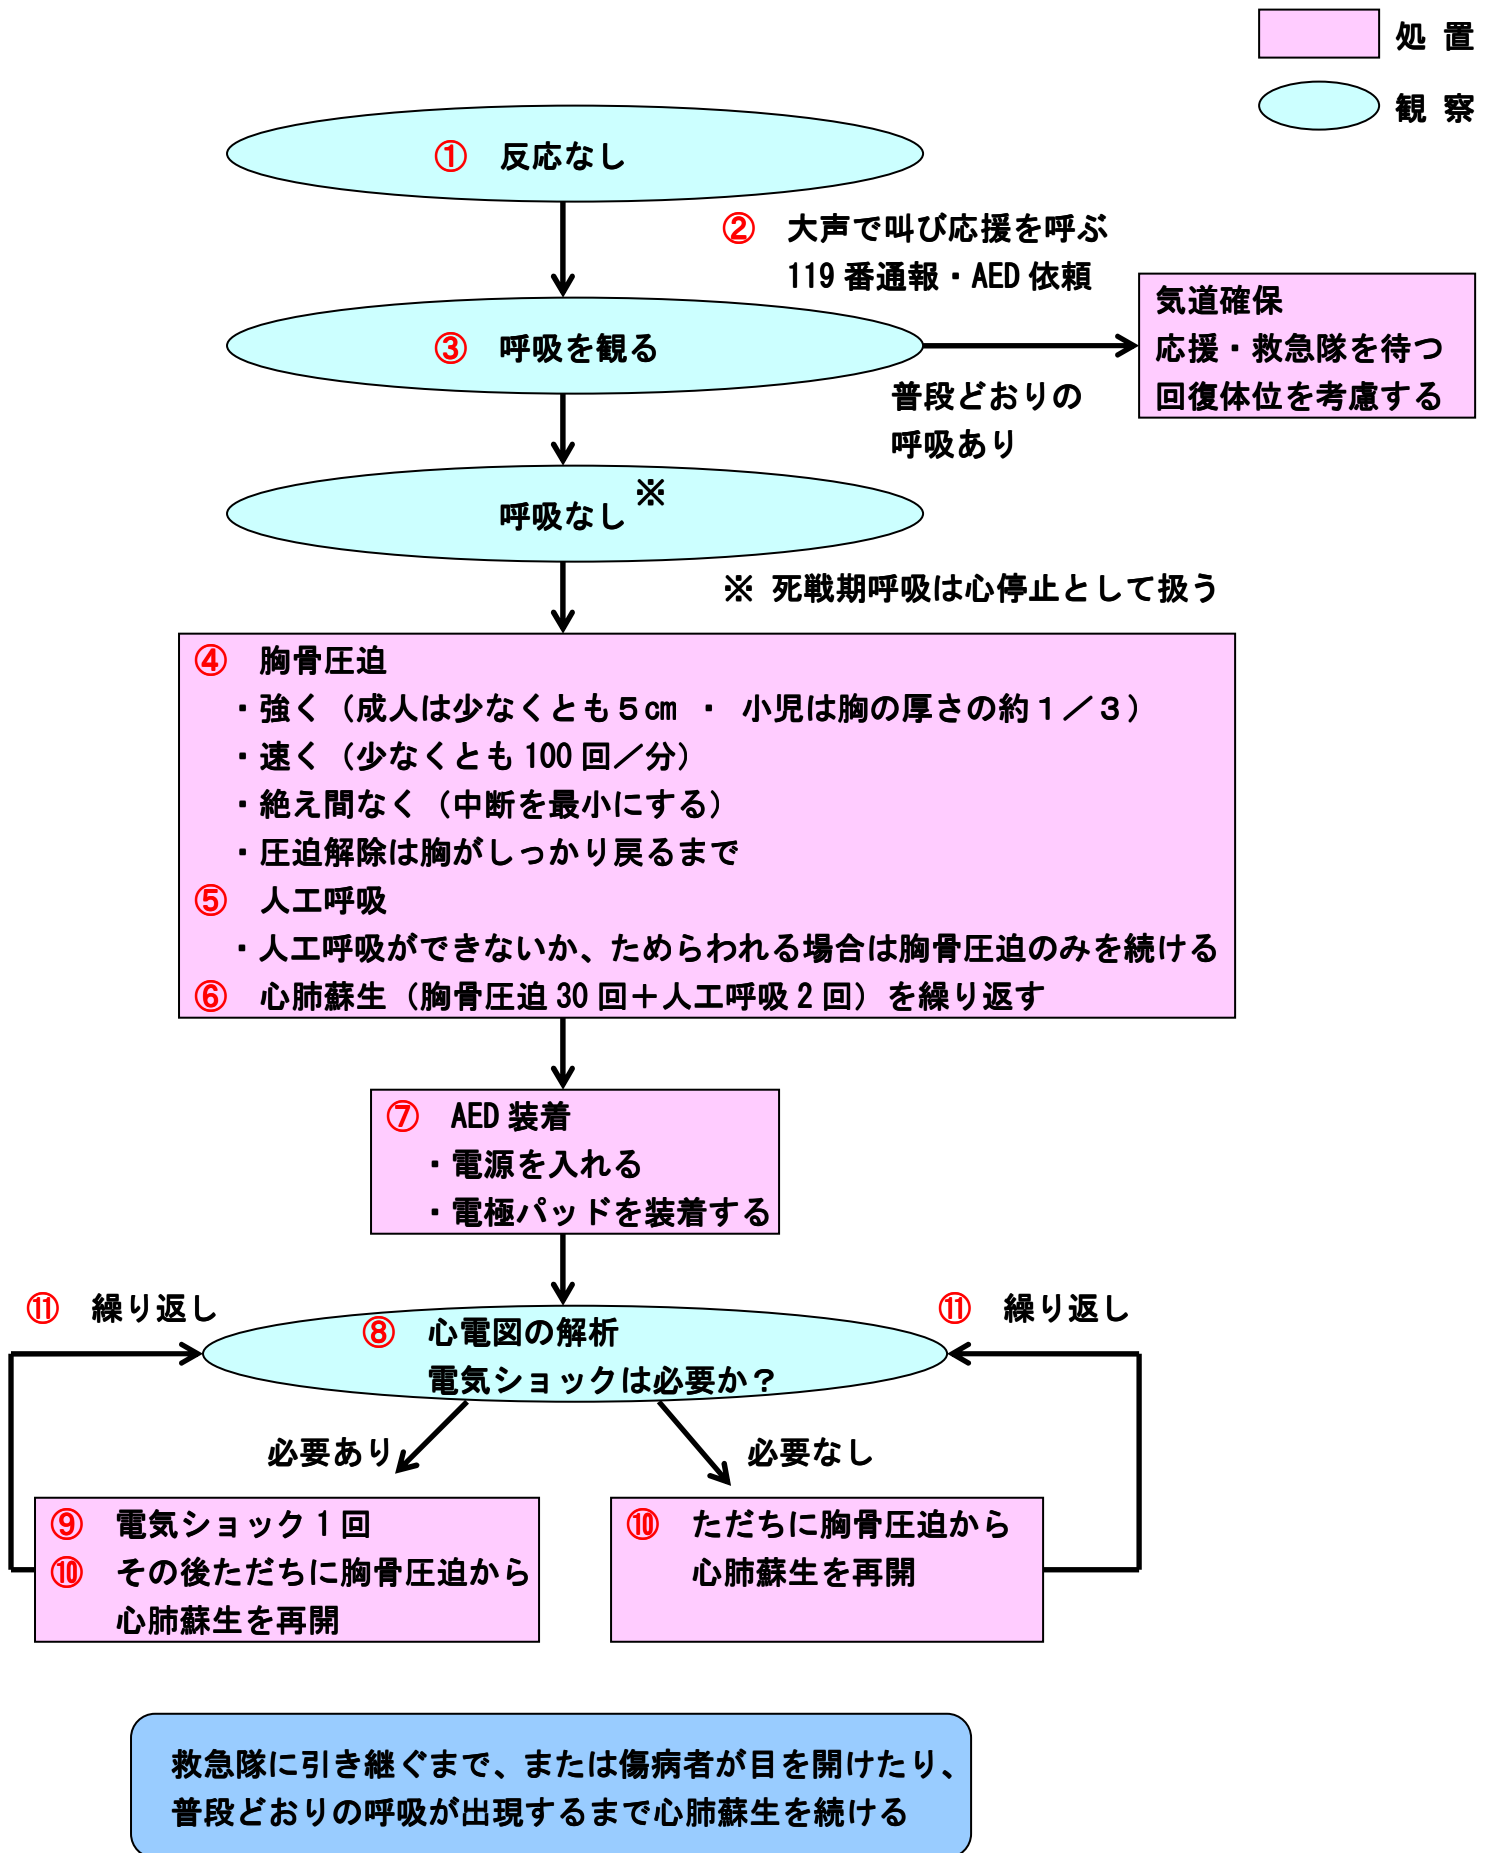 処 置
観 察
① 反応なし
② 大声で叫び応援を呼ぶ
119番通報・AED依頼
③ 呼吸を観る
気道確保
応援・救急隊を待つ
回復体位を考慮する
普段どおりの
呼吸あり
呼吸なし※
※ 死戦期呼吸は心停止として扱う
④ 胸骨圧迫
・強く（成人は少なくとも５cm ・ 小児は胸の厚さの約１／３）
・速く（少なくとも100回／分）
・絶え間なく（中断を最小にする）
・圧迫解除は胸がしっかり戻るまで
⑤ 人工呼吸
・人工呼吸ができないか、ためらわれる場合は胸骨圧迫のみを続ける
⑥ 心肺蘇生（胸骨圧迫30回＋人工呼吸2回）を繰り返す
⑦ AED装着
・電源を入れる
・電極パッドを装着する
⑪ 繰り返し
⑪ 繰り返し
⑧ 心電図の解析
電気ショックは必要か？
必要あり
必要なし
⑨ 電気ショック1回
⑩ その後ただちに胸骨圧迫から
心肺蘇生を再開
⑩ ただちに胸骨圧迫から
心肺蘇生を再開
救急隊に引き継ぐまで、または傷病者が目を開けたり、
普段どおりの呼吸が出現するまで心肺蘇生を続ける